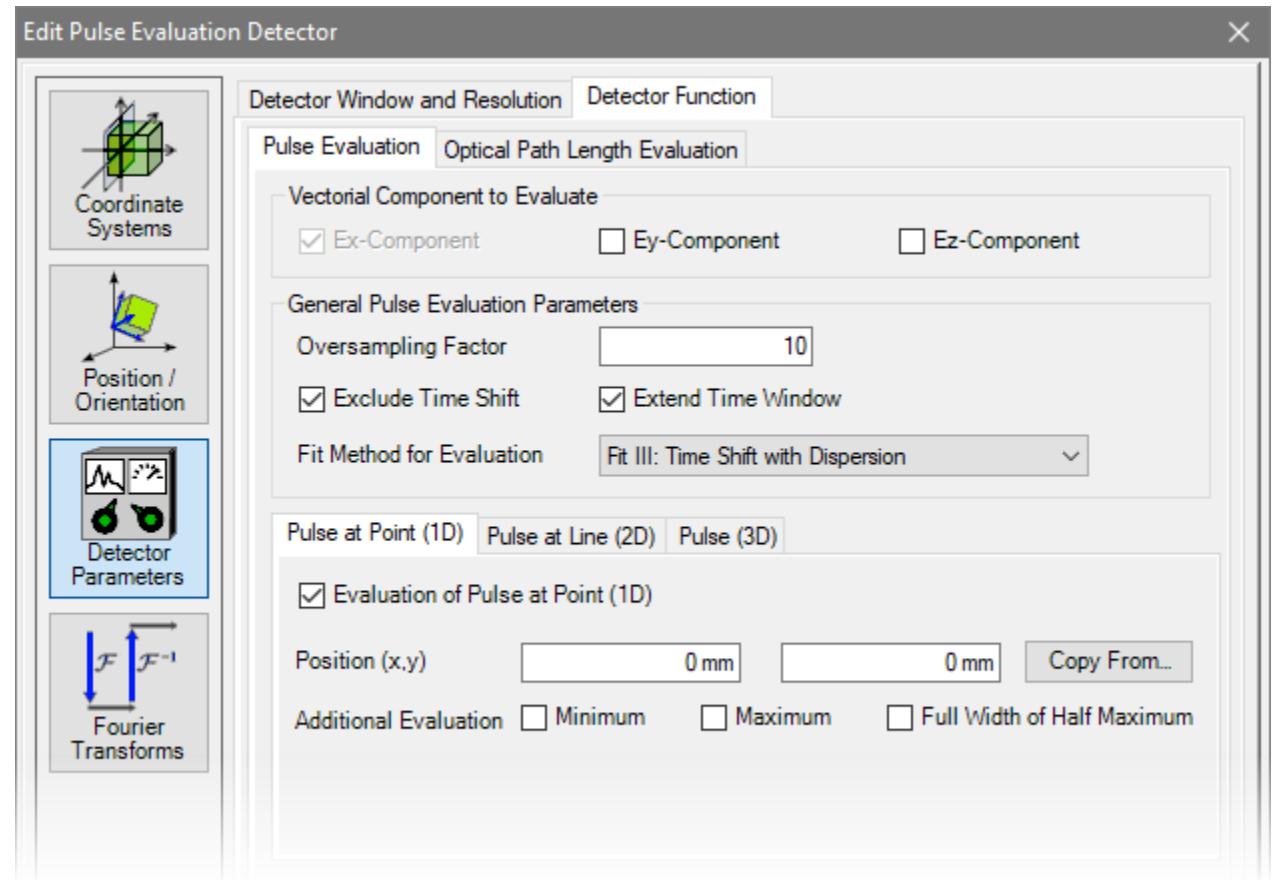 Edit Pulse Evaluation Detector
Coordinate
Systems
Position /
Orientation
Detector
Parameters
ℱ ℱ⁻¹
Fourier
Transforms
Detector Window and Resolution Detector Function
Pulse Evaluation Optical Path Length Evaluation
Vectorial Component to Evaluate
Ex-Component Ey-Component Ez-Component
General Pulse Evaluation Parameters
Oversampling Factor 10
Exclude Time Shift Extend Time Window
Fit Method for Evaluation Fit III: Time Shift with Dispersion
Pulse at Point (1D) Pulse at Line (2D) Pulse (3D)
Evaluation of Pulse at Point (1D)
Position (x,y) 0 mm 0 mm Copy From...
Additional Evaluation Minimum Maximum Full Width of Half Maximum